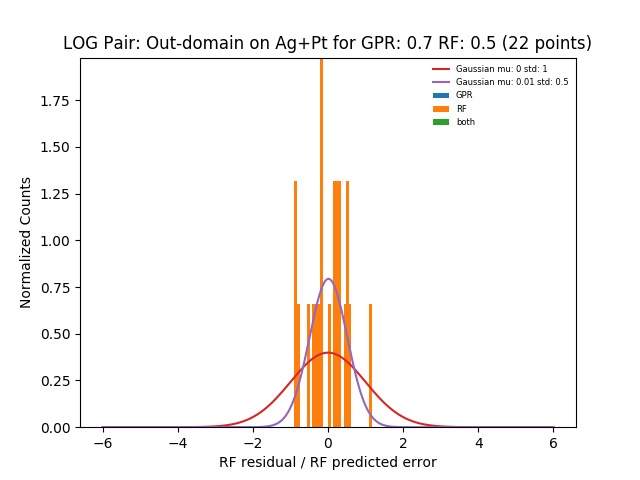 LOG Pair: Out-domain on Ag+Pt for GPR: 0.7 RF: 0.5 (22 points)
Gaussian mu: 0 std: 1
Gaussian mu: 0.01 std: 0.5
GPR
RF
both
Normalized Counts
1.75
1.50
1.25
1.00
0.75
0.50
0.25
0.00
−6 −4 −2 0 2 4 6
RF residual / RF predicted error